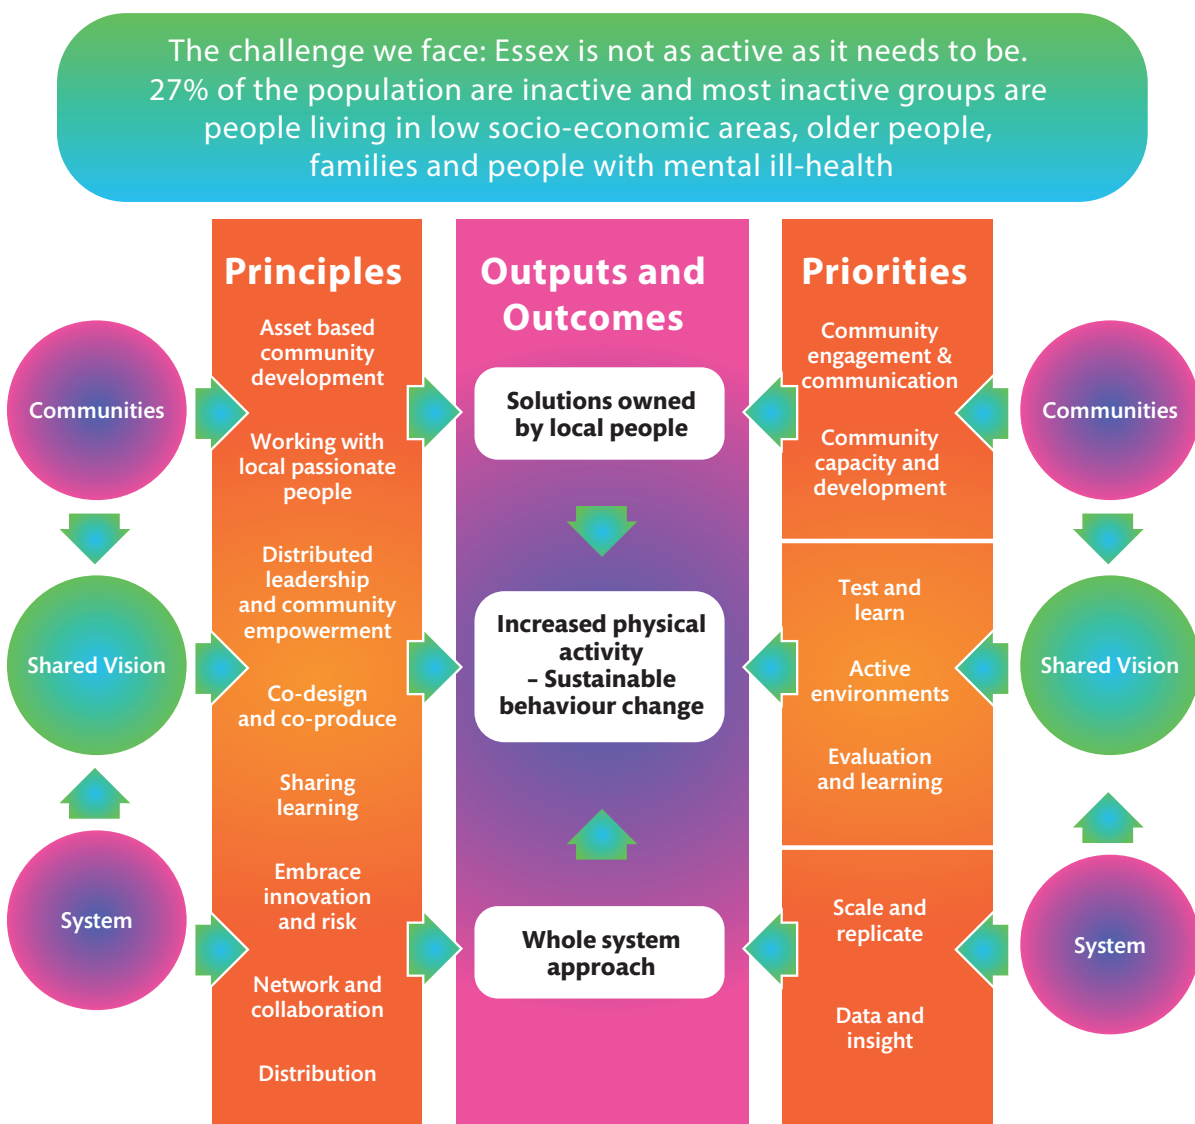 The challenge we face: Essex is not as active as it needs to be.
27% of the population are inactive and most inactive groups are
people living in low socio-economic areas, older people,
families and people with mental ill-health
Communities
Shared Vision
System
Principles
Asset based
community
development
Working with
local passionate
people
Distributed
leadership
and community
empowerment
Co-design
and co-produce
Sharing
learning
Embrace
innovation
and risk
Network and
collaboration
Distribution
Outputs and
Outcomes
Solutions owned
by local people
Increased physical
activity
– Sustainable
behaviour change
Whole system
approach
Priorities
Community
engagement &
communication
Community
capacity and
development
Test and
learn
Active
environments
Evaluation
and learning
Scale and
replicate
Data and
insight
Communities
Shared Vision
System